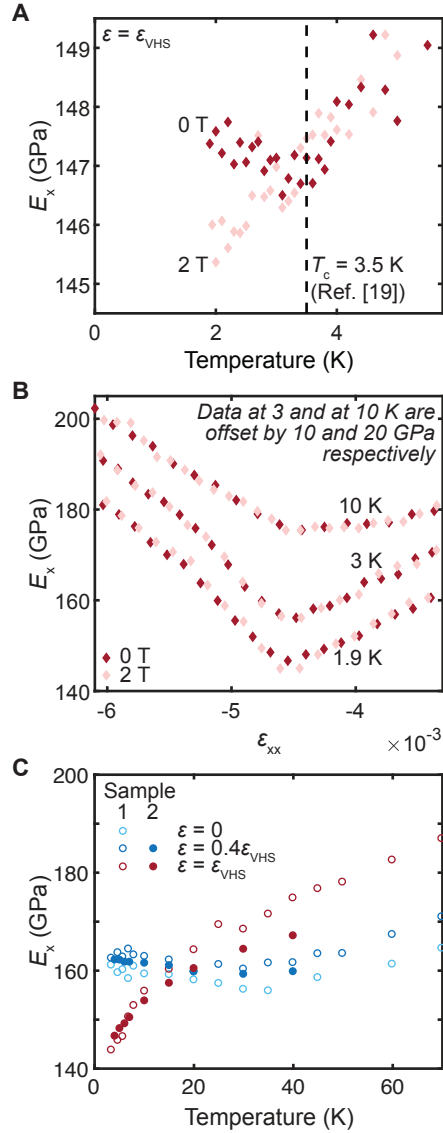 A
ε = ε_VHS
149
148
147
146
145
E_x (GPa)
0 T
2 T
T_c = 3.5 K
(Ref. [19])
0
2
4
Temperature (K)
B
Data at 3 and at 10 K are
offset by 10 and 20 GPa
respectively
200
180
160
140
E_x (GPa)
10 K
3 K
1.9 K
0 T
2 T
-6
-5
-4
ε_xx
× 10⁻³
C
Sample
1 2
ε = 0
ε = 0.4ε_VHS
ε = ε_VHS
200
180
160
140
E_x (GPa)
0
20
40
60
Temperature (K)